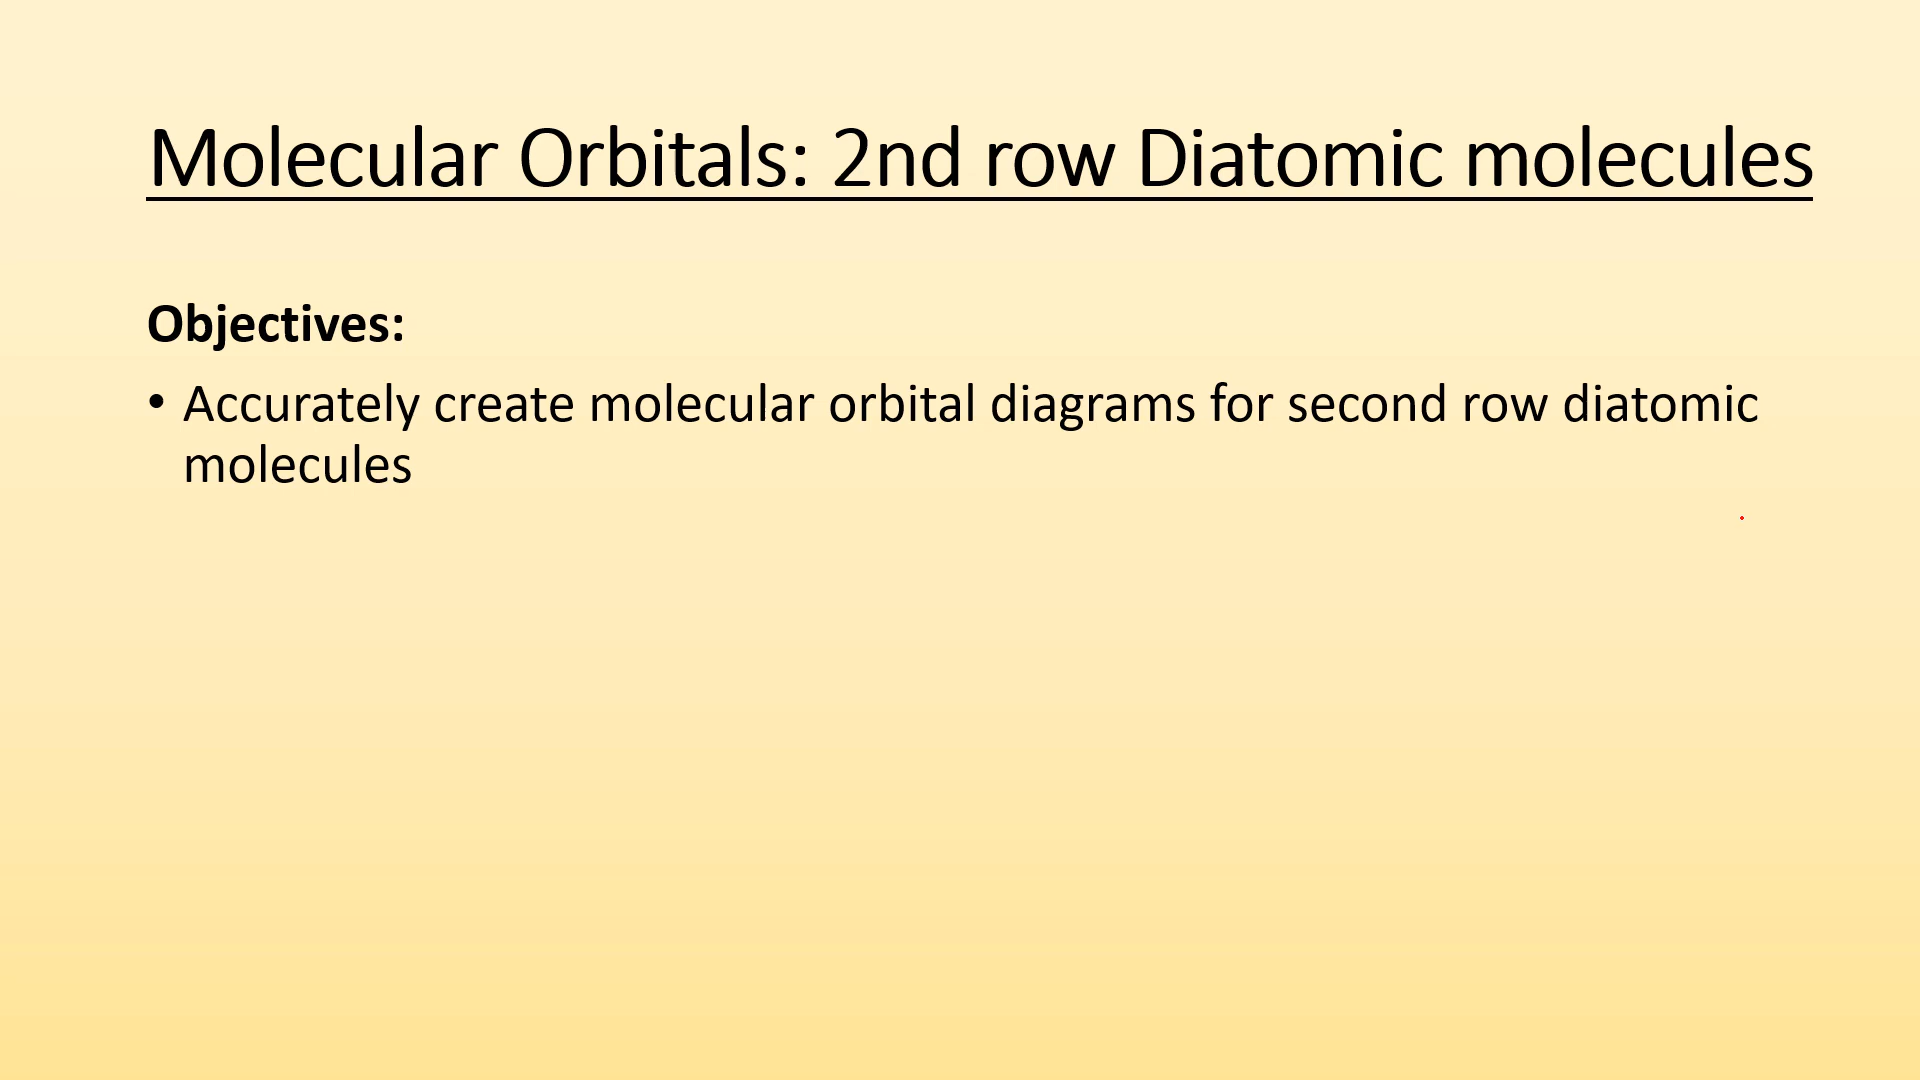 Molecular Orbitals: 2nd row Diatomic molecules
Objectives:
• Accurately create molecular orbital diagrams for second row diatomic
molecules